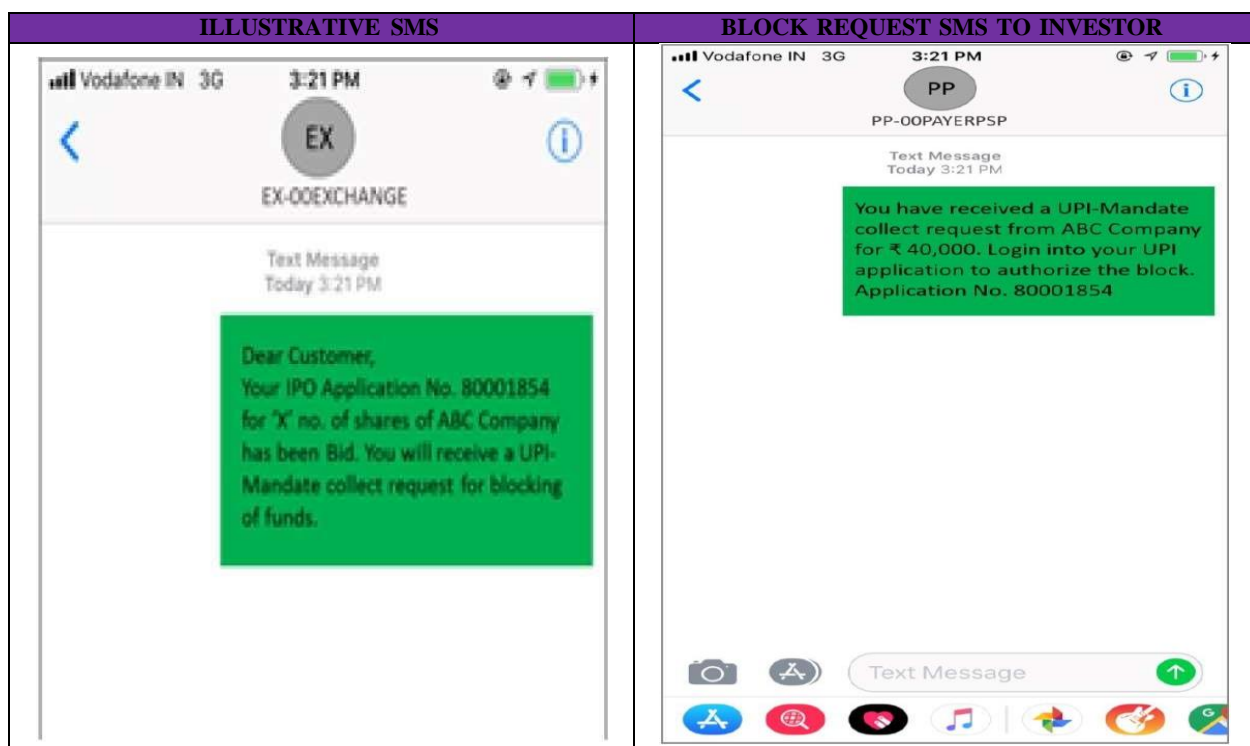 ILLUSTRATIVE SMS
Vodafone IN 3G 3:21 PM
EX
EX-00EXCHANGE
Text Message
Today 3:21 PM
Dear Customer,
Your IPO Application No. 80001854
for 'X' no. of shares of ABC Company
has been Bid. You will receive a UPI-
Mandate collect request for blocking
of funds.
BLOCK REQUEST SMS TO INVESTOR
Vodafone IN 3G 3:21 PM
PP
PP-00PAYERPSP
Text Message
Today 3:21 PM
You have received a UPI-Mandate
collect request from ABC Company
for ₹ 40,000. Login into your UPI
application to authorize the block.
Application No. 80001854
Text Message